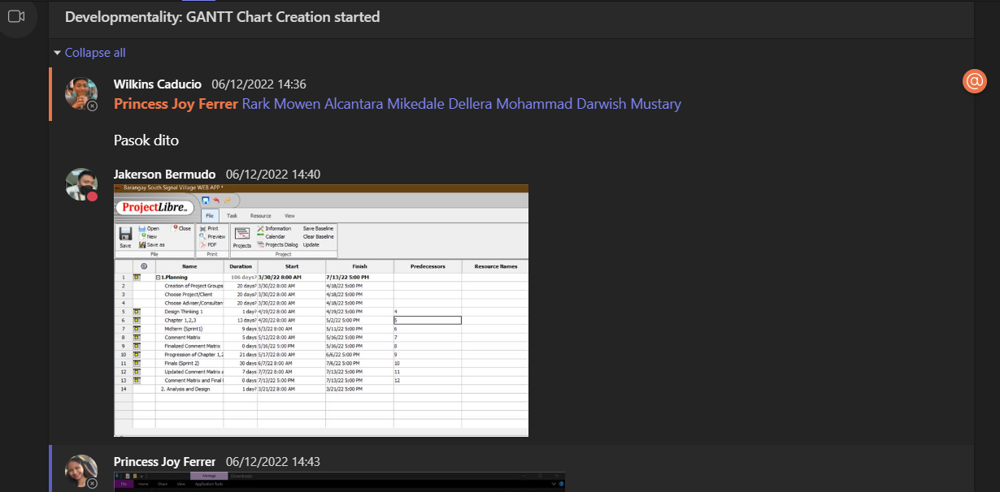 Developmentality: GANTT Chart Creation started
Collapse all
Wilkins Caducio 06/12/2022 14:36
Princess Joy Ferrer Rark Mowen Alcantara Mikedale Dellera Mohammad Darwish Mustary
Pasok dito
Jakerson Bermudo 06/12/2022 14:40
Barangay South Signal Village WEB APP *
ProjectLibre
File Task Resource View
Save Open New Save as Close
Print Preview PDF
Projects Information Calendar Projects Dialog
Save Baseline Clear Baseline Update
File Print Project
Name Duration Start Finish Predecessors Resource Names
1 1.Planning 106 days? 3/30/22 8:00 AM 7/13/22 5:00 PM
2 Creation of Project Groups 20 days? 3/30/22 8:00 AM 4/18/22 5:00 PM
3 Choose Project/Client 20 days? 3/30/22 8:00 AM 4/18/22 5:00 PM
4 Choose Adviser/Consultan 20 days? 3/30/22 8:00 AM 4/18/22 5:00 PM
5 Design Thinking 1 1 day? 4/19/22 8:00 AM 4/19/22 5:00 PM 4
6 Chapter 1,2,3 13 days? 4/20/22 8:00 AM 5/2/22 5:00 PM 5
7 Midterm (Sprint1) 9 days 5/3/22 8:00 AM 5/11/22 5:00 PM 6
8 Comment Matrix 5 days 5/12/22 8:00 AM 5/16/22 5:00 PM 7
9 Finalized Comment Matrix 0 days 5/16/22 5:00 PM 5/16/22 5:00 PM 8
10 Progression of Chapter 1,2 21 days 5/17/22 8:00 AM 6/6/22 5:00 PM 9
11 Finals (Sprint 2) 30 days 6/7/22 8:00 AM 7/6/22 5:00 PM 10
12 Updated Comment Matrix a 7 days 7/7/22 8:00 AM 7/13/22 5:00 PM 11
13 Comment Matrix and Final 0 days 7/13/22 5:00 PM 7/13/22 5:00 PM 12
14 2. Analysis and Design 1 day? 3/21/22 8:00 AM 3/21/22 5:00 PM
Princess Joy Ferrer 06/12/2022 14:43
Manage Downloads
File Home Share View Application Tools